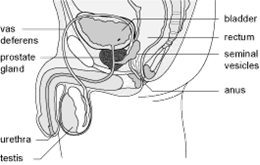 vas
deferens
prostate
gland
urethra
testis
bladder
rectum
seminal
vesicles
anus